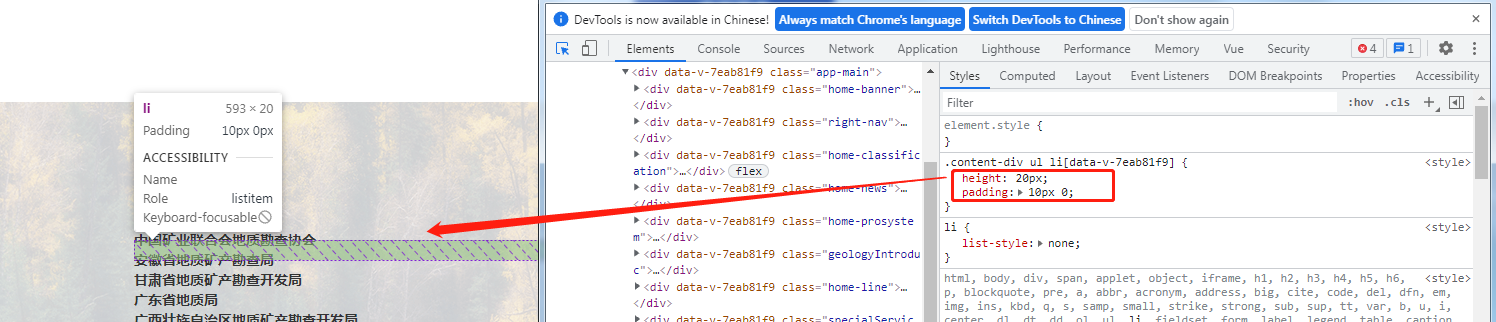 DevTools is now available in Chinese! Always match Chrome's language Switch DevTools to Chinese Don't show again
Elements Console Sources Network Application Lighthouse Performance Memory Vue Security 4 1
<div data-v-7eab81f9 class="app-main">
<div data-v-7eab81f9 class="home-banner">…
</div>
<div data-v-7eab81f9 class="right-nav">…
</div>
<div data-v-7eab81f9 class="home-classific
ation">…</div> flex
<div data-v-7eab81f9 class="home-news">…
</div>
<div data-v-7eab81f9 class="home-prosyste
m">…</div>
<div data-v-7eab81f9 class="geologyIntroduc
">…</div>
<div data-v-7eab81f9 class="home-line">…
</div>
<div data-v-7eab81f9 class="specialServic
Styles Computed Layout Event Listeners DOM Breakpoints Properties Accessibility
Filter :hov .cls
element.style {
}
.content-div ul li[data-v-7eab81f9] { <style>
height: 20px;
padding: 10px 0;
}
li { <style>
list-style: none;
}
html, body, div, span, applet, object, iframe, h1, h2, h3, h4, h5, h6, <style>
p, blockquote, pre, a, abbr, acronym, address, big, cite, code, del, dfn, em,
img, ins, kbd, q, s, samp, small, strike, strong, sub, sup, tt, var, b, u, i,
center, dl, dt, dd, ol, ul, li, fieldset, form, label, legend, table, caption,
li 593 × 20
Padding 10px 0px
ACCESSIBILITY
Name
Role listitem
Keyboard-focusable
中国矿业联合会地质勘查协会
安徽省地质矿产勘查局
甘肃省地质矿产勘查开发局
广东省地质局
广西壮族自治区地质矿产勘查开发局